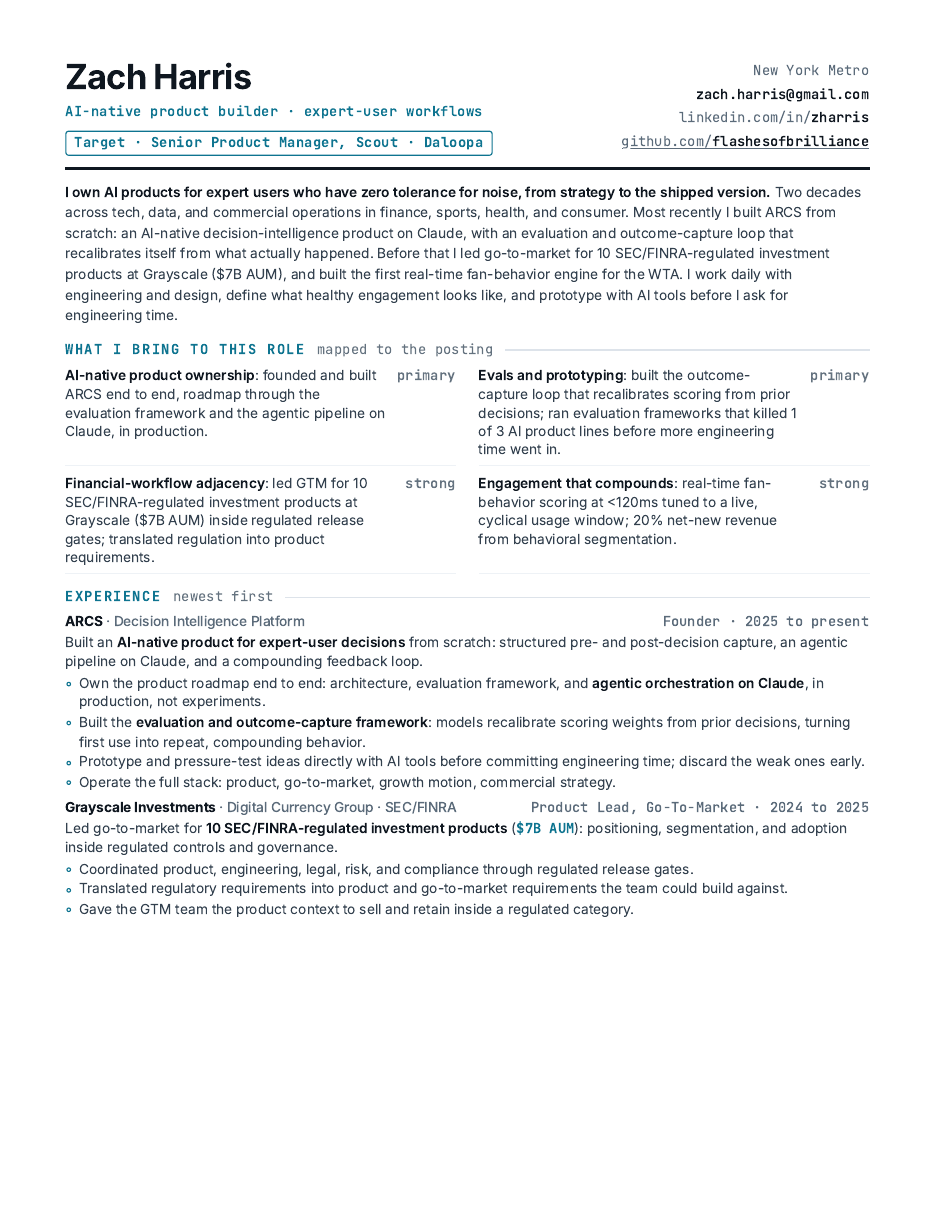 Zach Harris
AI-native product builder · expert-user workflows
Target · Senior Product Manager, Scout · Daloopa
New York Metro
zach.harris@gmail.com
linkedin.com/in/zharris
github.com/flashesofbrilliance
I own AI products for expert users who have zero tolerance for noise, from strategy to the shipped version. Two decades
across tech, data, and commercial operations in finance, sports, health, and consumer. Most recently I built ARCS from
scratch: an AI-native decision-intelligence product on Claude, with an evaluation and outcome-capture loop that
recalibrates itself from what actually happened. Before that I led go-to-market for 10 SEC/FINRA-regulated investment
products at Grayscale ($7B AUM), and built the first real-time fan-behavior engine for the WTA. I work daily with
engineering and design, define what healthy engagement looks like, and prototype with AI tools before I ask for
engineering time.
WHAT I BRING TO THIS ROLE mapped to the posting
AI-native product ownership: founded and built primary
ARCS end to end, roadmap through the
evaluation framework and the agentic pipeline on
Claude, in production.
Evals and prototyping: built the outcome- primary
capture loop that recalibrates scoring from prior
decisions; ran evaluation frameworks that killed 1
of 3 AI product lines before more engineering
time went in.
Financial-workflow adjacency: led GTM for 10 strong
SEC/FINRA-regulated investment products at
Grayscale ($7B AUM) inside regulated release
gates; translated regulation into product
requirements.
Engagement that compounds: real-time fan- strong
behavior scoring at <120ms tuned to a live,
cyclical usage window; 20% net-new revenue
from behavioral segmentation.
EXPERIENCE newest first
ARCS · Decision Intelligence Platform Founder · 2025 to present
Built an AI-native product for expert-user decisions from scratch: structured pre- and post-decision capture, an agentic
pipeline on Claude, and a compounding feedback loop.
Own the product roadmap end to end: architecture, evaluation framework, and agentic orchestration on Claude, in
production, not experiments.
Built the evaluation and outcome-capture framework: models recalibrate scoring weights from prior decisions, turning
first use into repeat, compounding behavior.
Prototype and pressure-test ideas directly with AI tools before committing engineering time; discard the weak ones early.
Operate the full stack: product, go-to-market, growth motion, commercial strategy.
Grayscale Investments · Digital Currency Group · SEC/FINRA Product Lead, Go-To-Market · 2024 to 2025
Led go-to-market for 10 SEC/FINRA-regulated investment products ($7B AUM): positioning, segmentation, and adoption
inside regulated controls and governance.
Coordinated product, engineering, legal, risk, and compliance through regulated release gates.
Translated regulatory requirements into product and go-to-market requirements the team could build against.
Gave the GTM team the product context to sell and retain inside a regulated category.